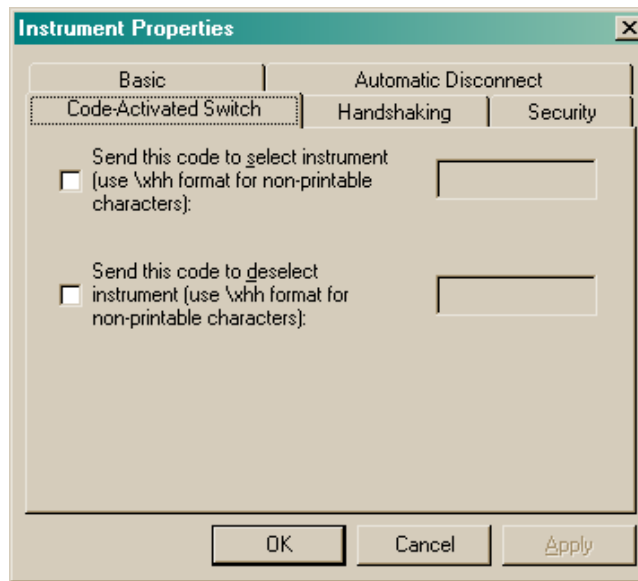 Instrument Properties
Basic
Automatic Disconnect
Code-Activated Switch
Handshaking
Security
Send this code to select instrument
(use \xhh format for non-printable
characters):
Send this code to deselect
instrument (use \xhh format for
non-printable characters):
OK
Cancel
Apply